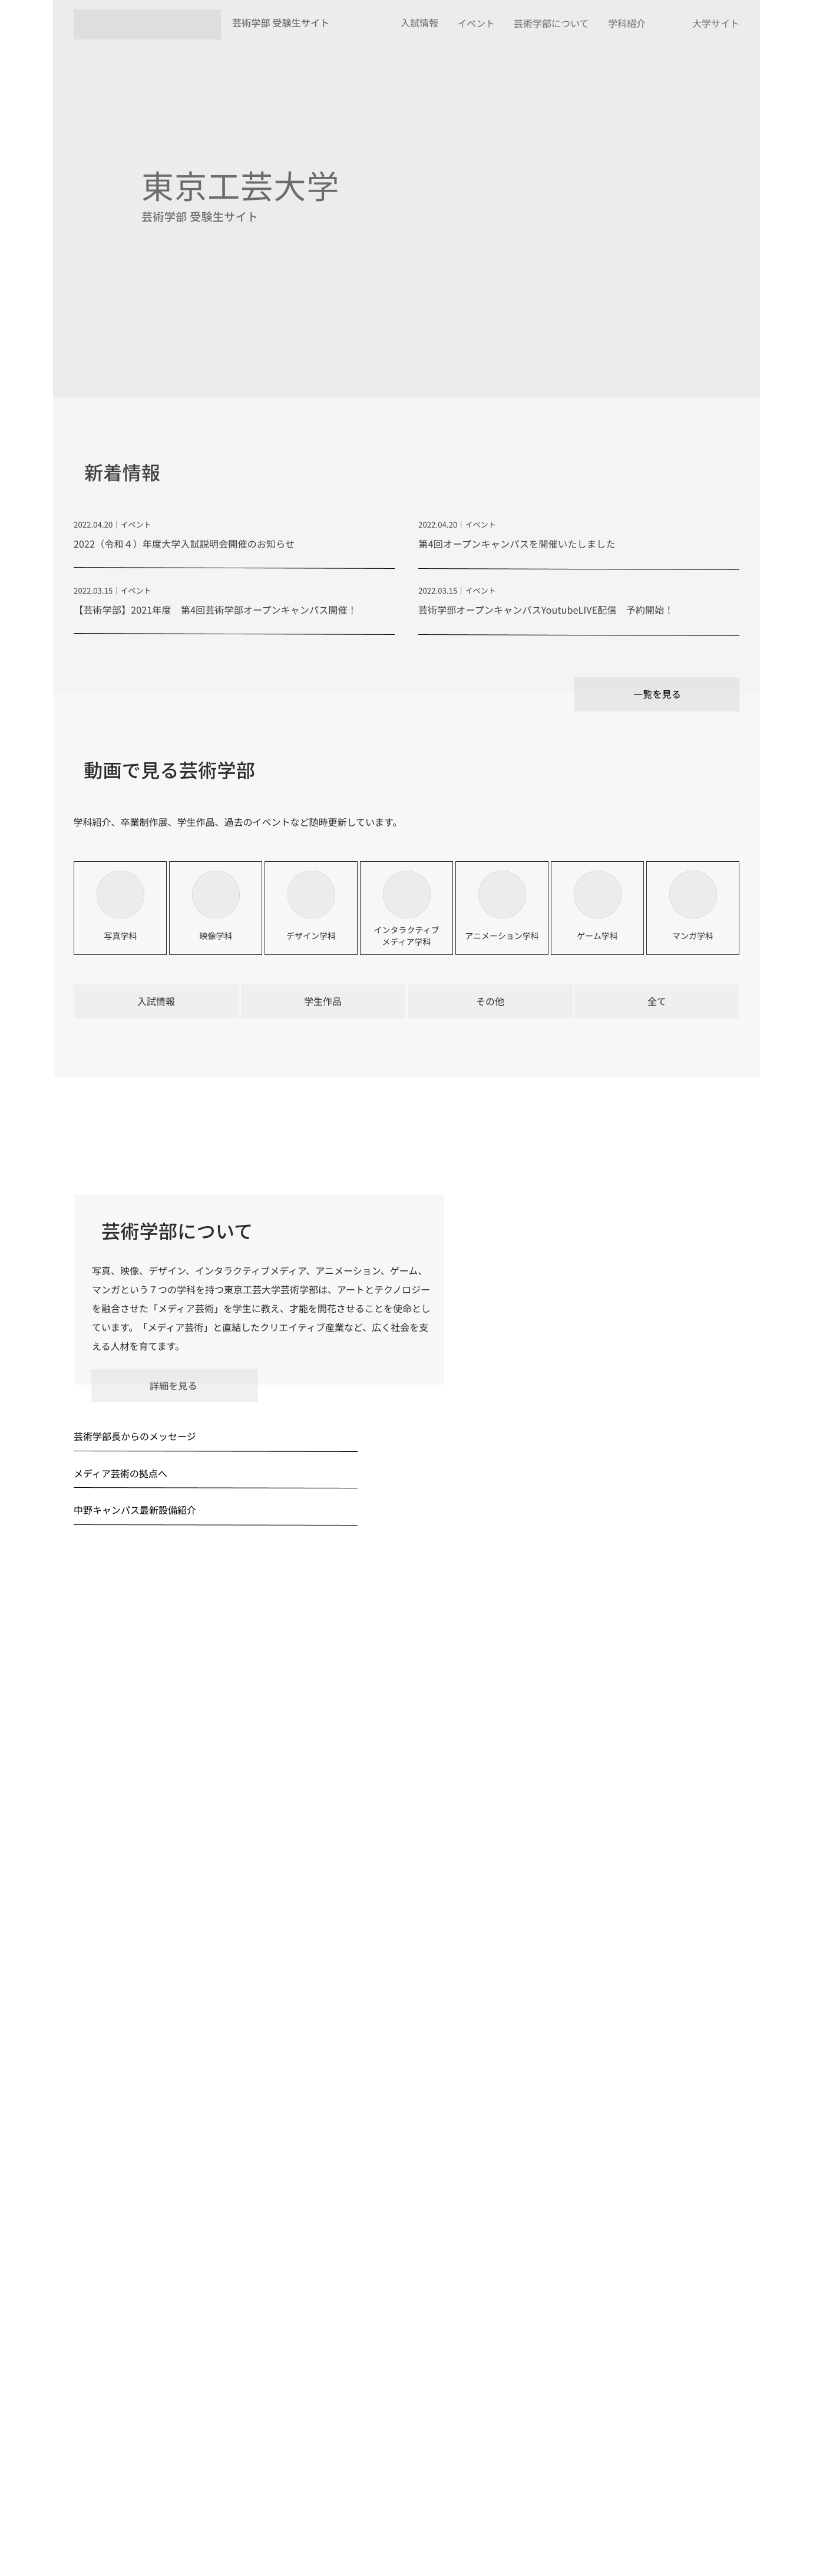 芸術学部 受験生サイト
入試情報 イベント 芸術学部について 学科紹介 大学サイト
東京工芸大学
芸術学部 受験生サイト
新着情報
2022.04.20｜イベント
2022（令和４）年度大学入試説明会開催のお知らせ
2022.04.20｜イベント
第4回オープンキャンパスを開催いたしました
2022.03.15｜イベント
【芸術学部】2021年度　第4回芸術学部オープンキャンパス開催！
2022.03.15｜イベント
芸術学部オープンキャンパスYoutubeLIVE配信　予約開始！
一覧を見る
動画で見る芸術学部
学科紹介、卒業制作展、学生作品、過去のイベントなど随時更新しています。
写真学科
映像学科
デザイン学科
インタラクティブ
メディア学科
アニメーション学科
ゲーム学科
マンガ学科
入試情報
学生作品
その他
全て
芸術学部について
写真、映像、デザイン、インタラクティブメディア、アニメーション、ゲーム、
マンガという７つの学科を持つ東京工芸大学芸術学部は、アートとテクノロジー
を融合させた「メディア芸術」を学生に教え、才能を開花させることを使命とし
ています。「メディア芸術」と直結したクリエイティブ産業など、広く社会を支
える人材を育てます。
詳細を見る
芸術学部長からのメッセージ
メディア芸術の拠点へ
中野キャンパス最新設備紹介